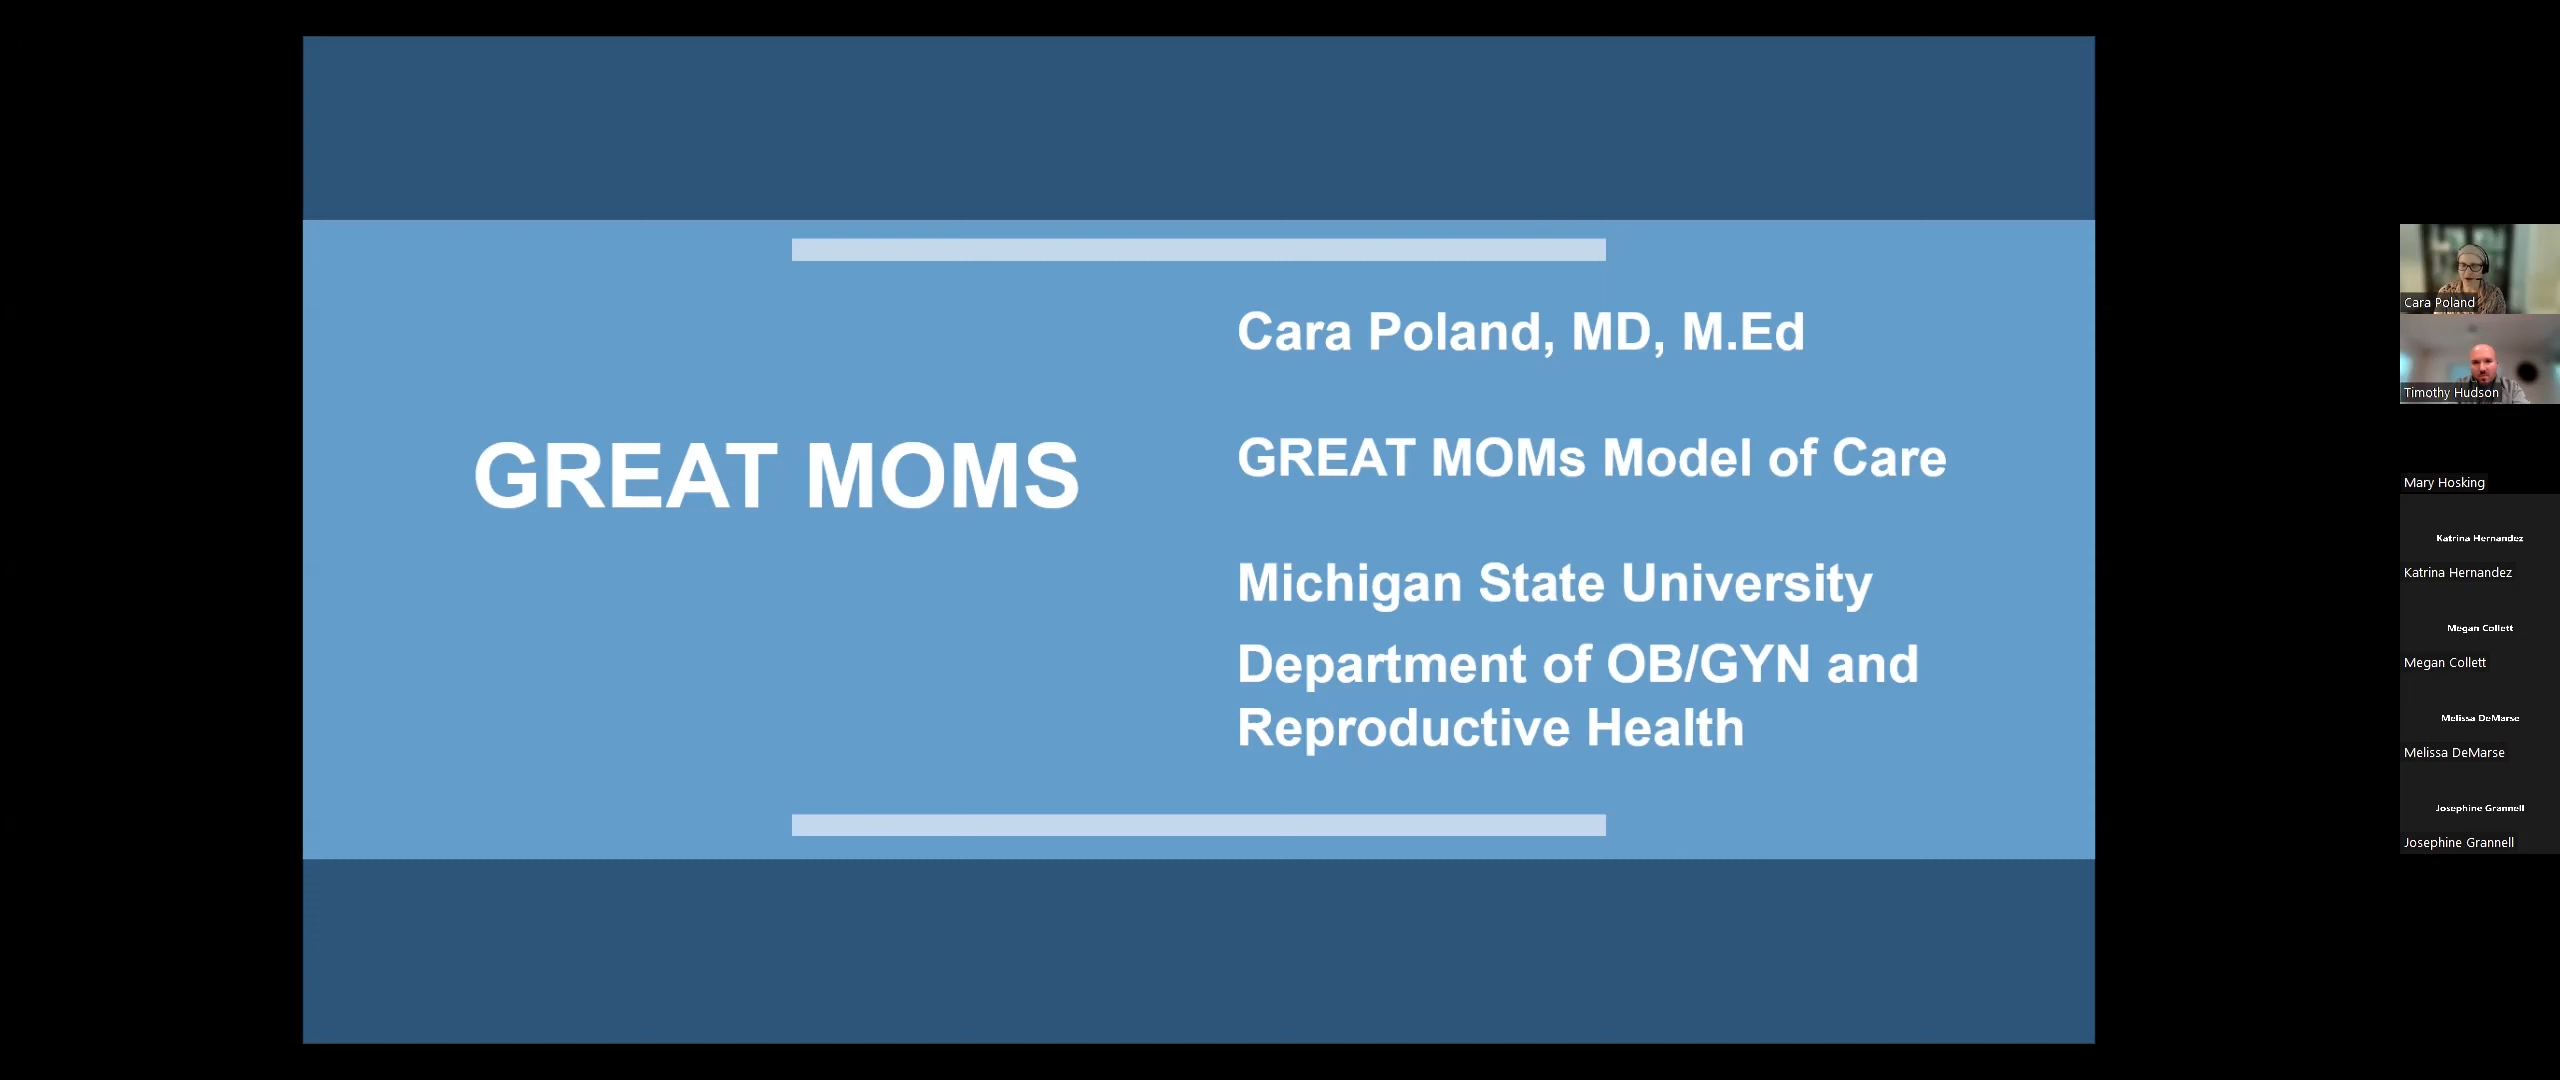 GREAT MOMS
Cara Poland, MD, M.Ed
GREAT MOMs Model of Care
Michigan State University
Department of OB/GYN and
Reproductive Health
Cara Poland
Timothy Hudson
Mary Hosking
Katrina Hernandez
Katrina Hernandez
Megan Collett
Megan Collett
Melissa DeMarse
Melissa DeMarse
Josephine Grannell
Josephine Grannell